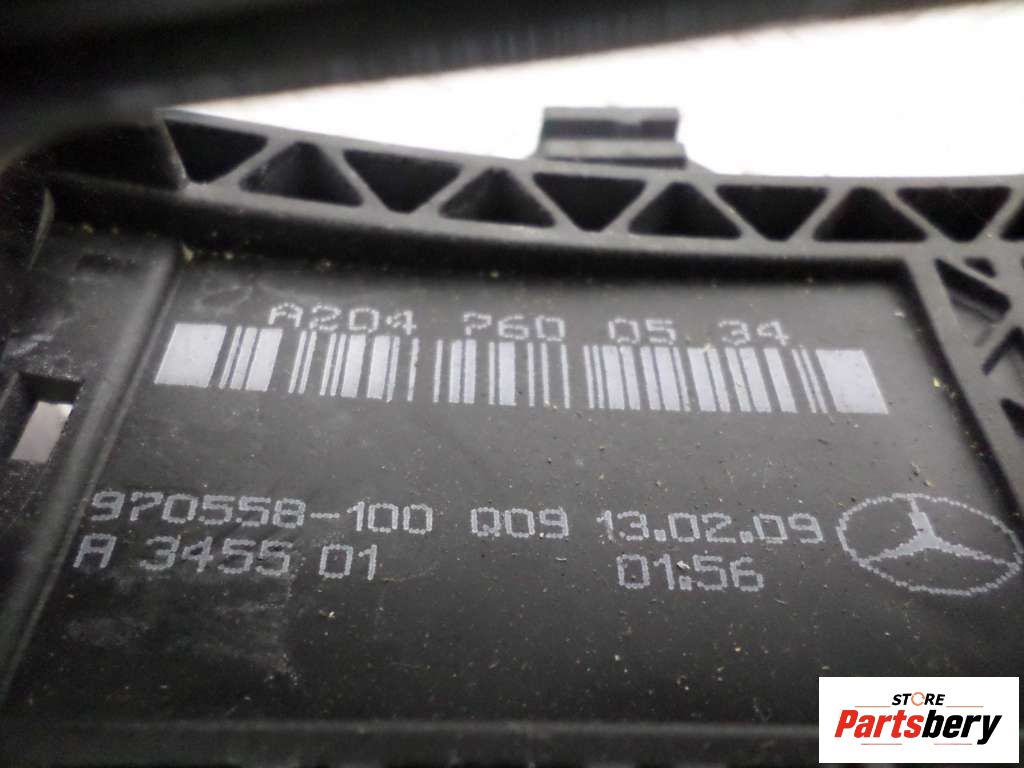 A204 760 05 34
970558-100 Q09 13.02.09
A 3455 01 01:56
STORE
Partsbery